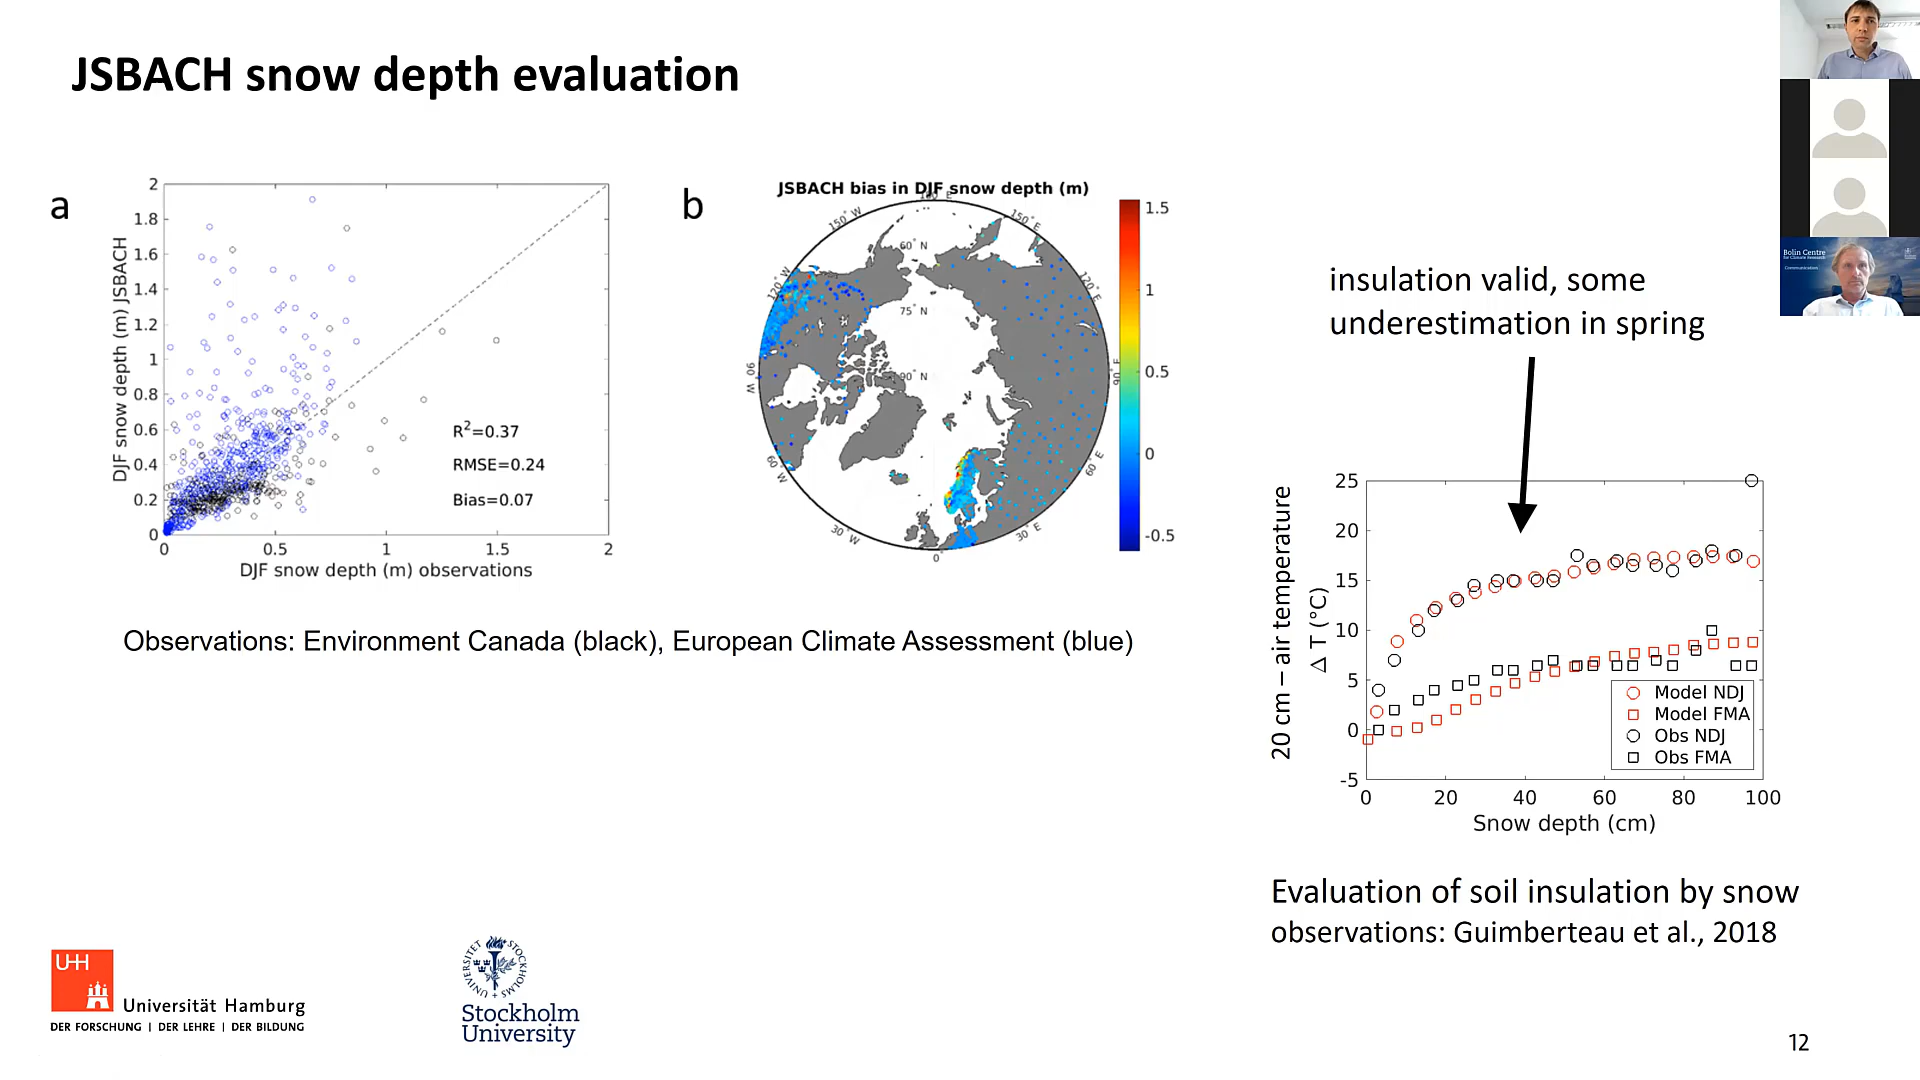 JSBACH snow depth evaluation
a
DJF snow depth (m) JSBACH
2
1.8
1.6
1.4
1.2
1
0.8
0.6
0.4
0.2
0
0
0.5
1
1.5
2
R²=0.37
RMSE=0.24
Bias=0.07
DJF snow depth (m) observations
b
JSBACH bias in DJF snow depth (m)
180° E
150° W
150° E
120° W
120° E
90° W
90° E
60° W
60° E
30° W
30° E
0°
60° N
75° N
90° N
1.5
1
0.5
0
-0.5
Observations: Environment Canada (black), European Climate Assessment (blue)
insulation valid, some
underestimation in spring
20 cm – air temperature
Δ T (°C)
25
20
15
10
5
0
-5
0
20
40
60
80
100
Snow depth (cm)
Model NDJ
Model FMA
Obs NDJ
Obs FMA
Evaluation of soil insulation by snow
observations: Guimberteau et al., 2018
Bolin Centre
for Climate Research
Communication
UHH
Universität Hamburg
DER FORSCHUNG | DER LEHRE | DER BILDUNG
STOCKHOLMS UNIVERSITET
Stockholm
University
12